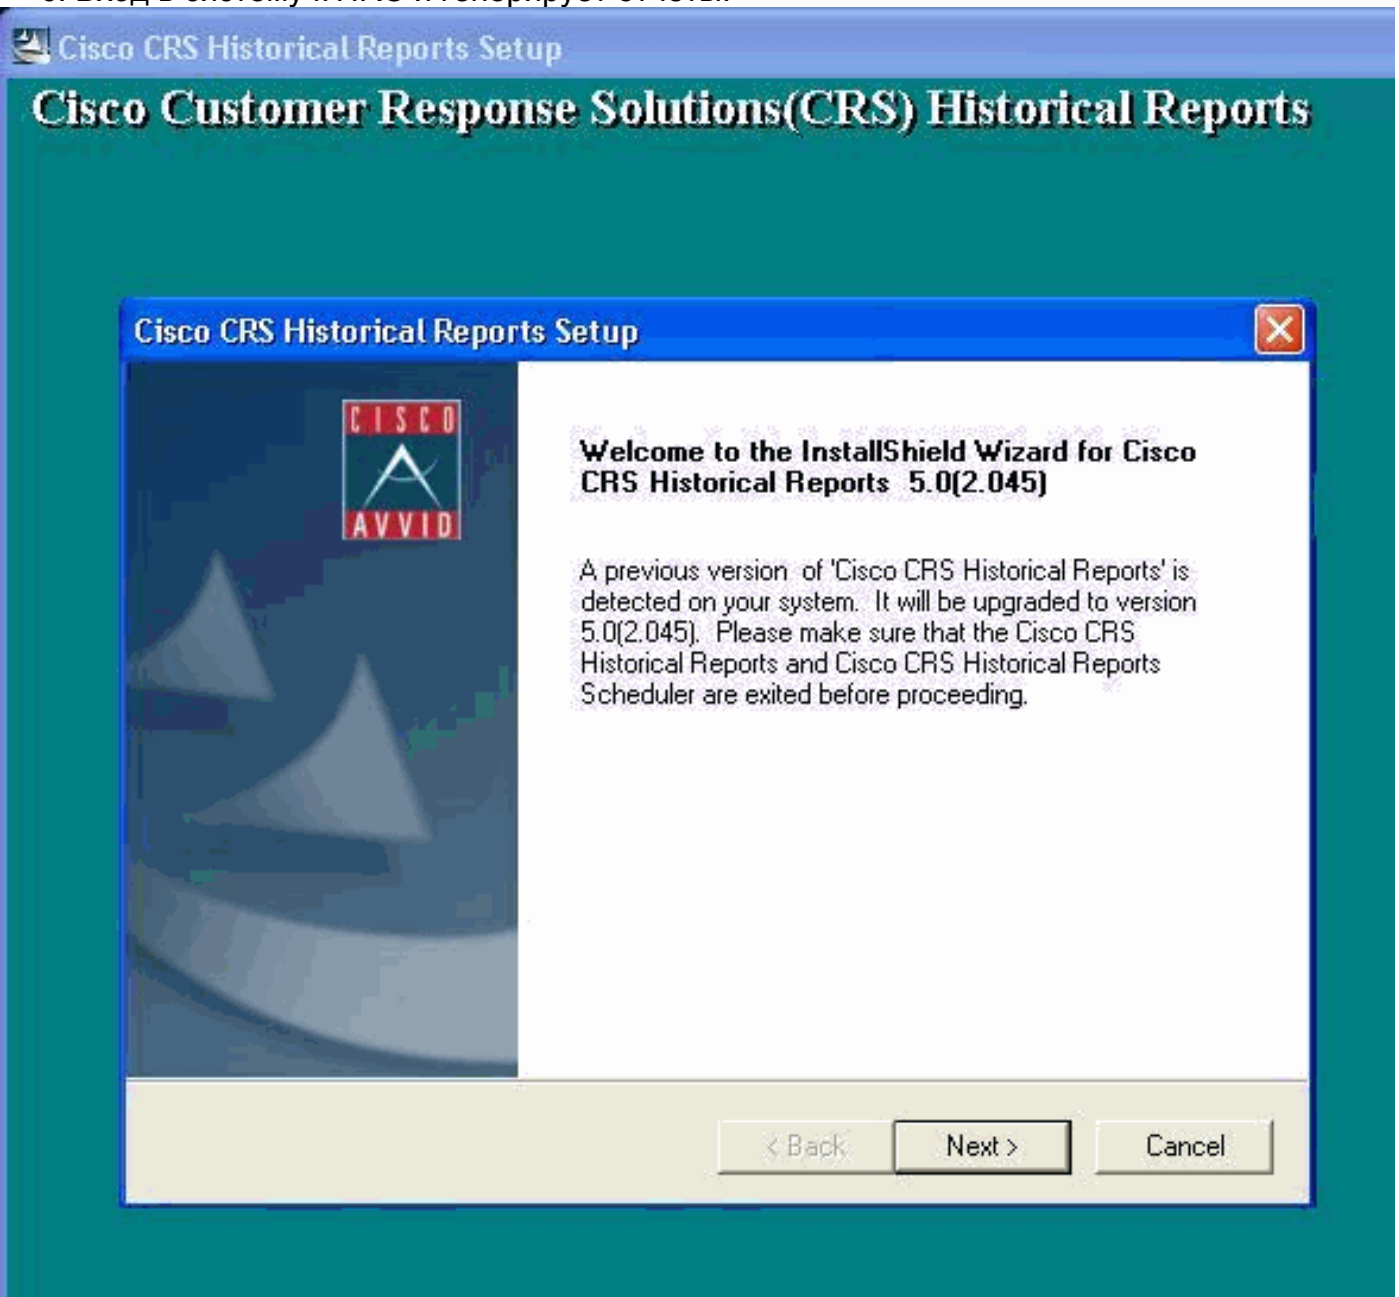 Cisco CRS Historical Reports Setup
Cisco Customer Response Solutions(CRS) Historical Reports
Cisco CRS Historical Reports Setup
CISCO
AVVID
Welcome to the InstallShield Wizard for Cisco
CRS Historical Reports 5.0(2.045)
A previous version of 'Cisco CRS Historical Reports' is
detected on your system. It will be upgraded to version
5.0(2.045). Please make sure that the Cisco CRS
Historical Reports and Cisco CRS Historical Reports
Scheduler are exited before proceeding.
< Back
Next >
Cancel